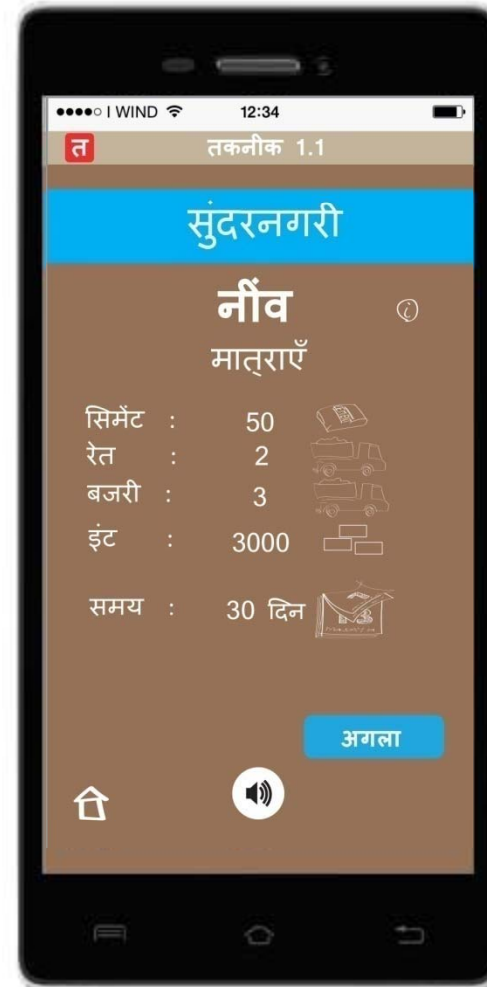 I WIND 12:34
त तकनीक 1.1
सुंदरनगरी
नींव
मात्राएँ
सिमेंट : 50
रेत : 2
बजरी : 3
इंट : 3000
समय : 30 दिन
अगला